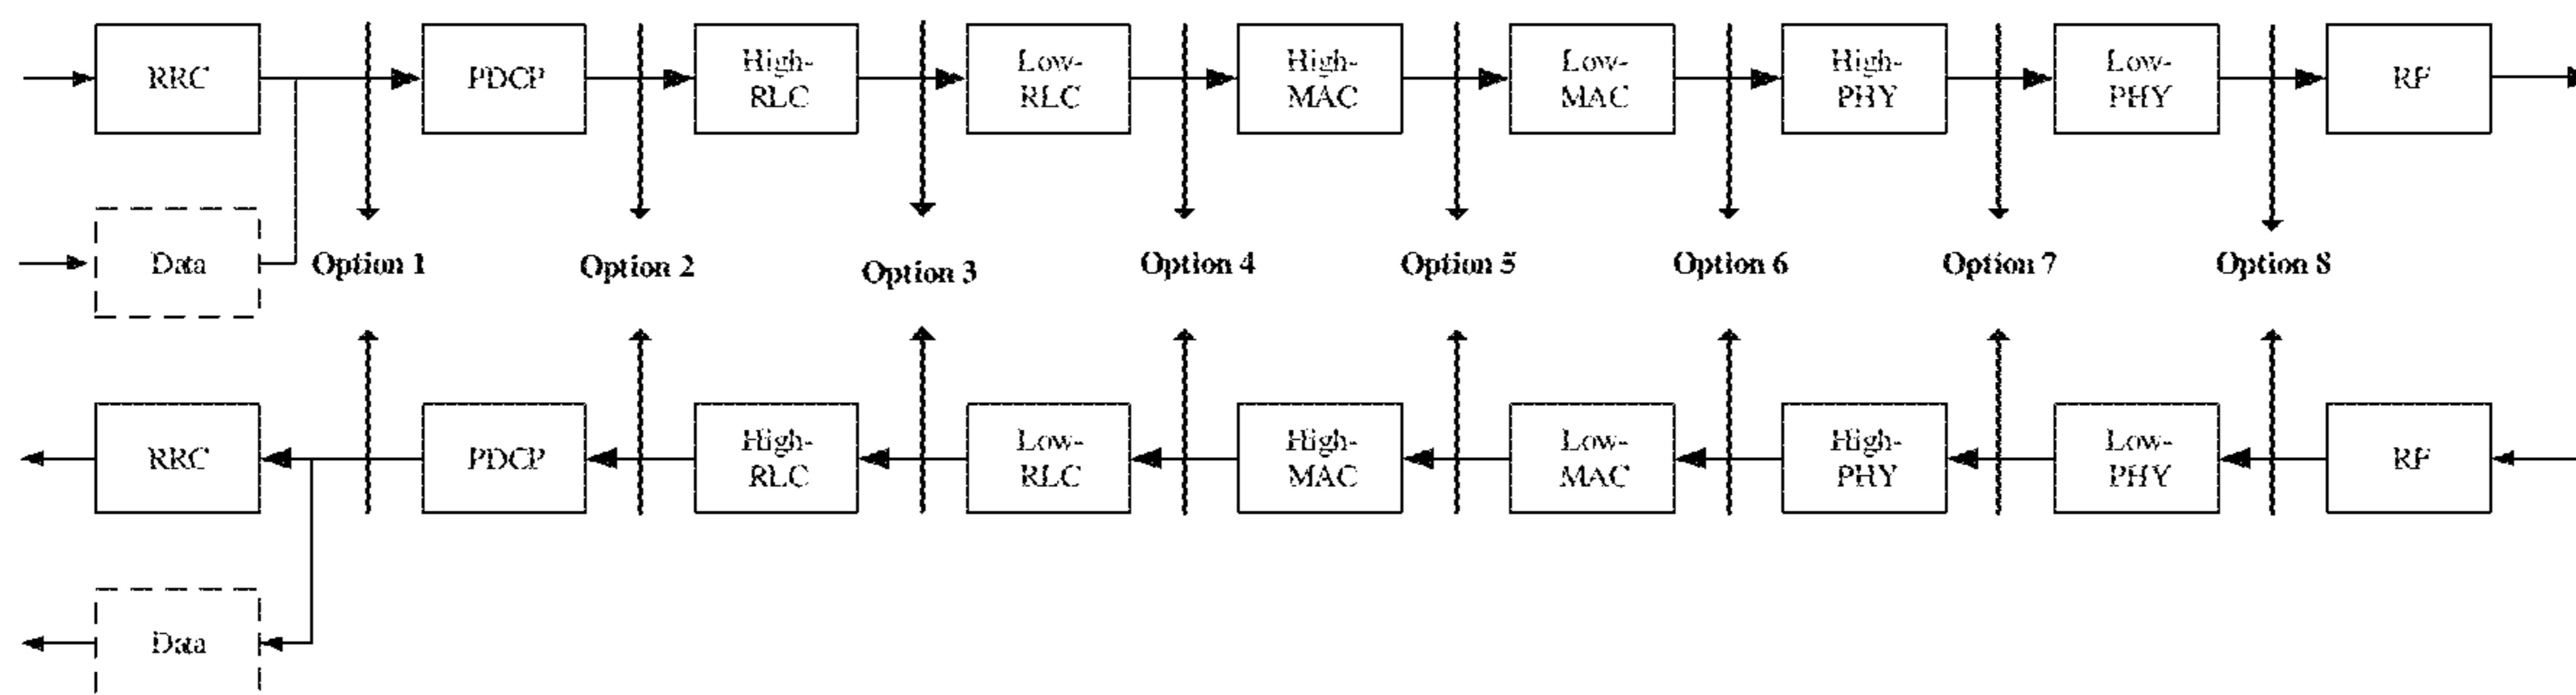 RRC
PDCP
High-
RLC
Low-
RLC
High-
MAC
Low-
MAC
High-
PHY
Low-
PHY
RF
Data
Option 1
Option 2
Option 3
Option 4
Option 5
Option 6
Option 7
Option 8
RRC
PDCP
High-
RLC
Low-
RLC
High-
MAC
Low-
MAC
High-
PHY
Low-
PHY
RF
Data